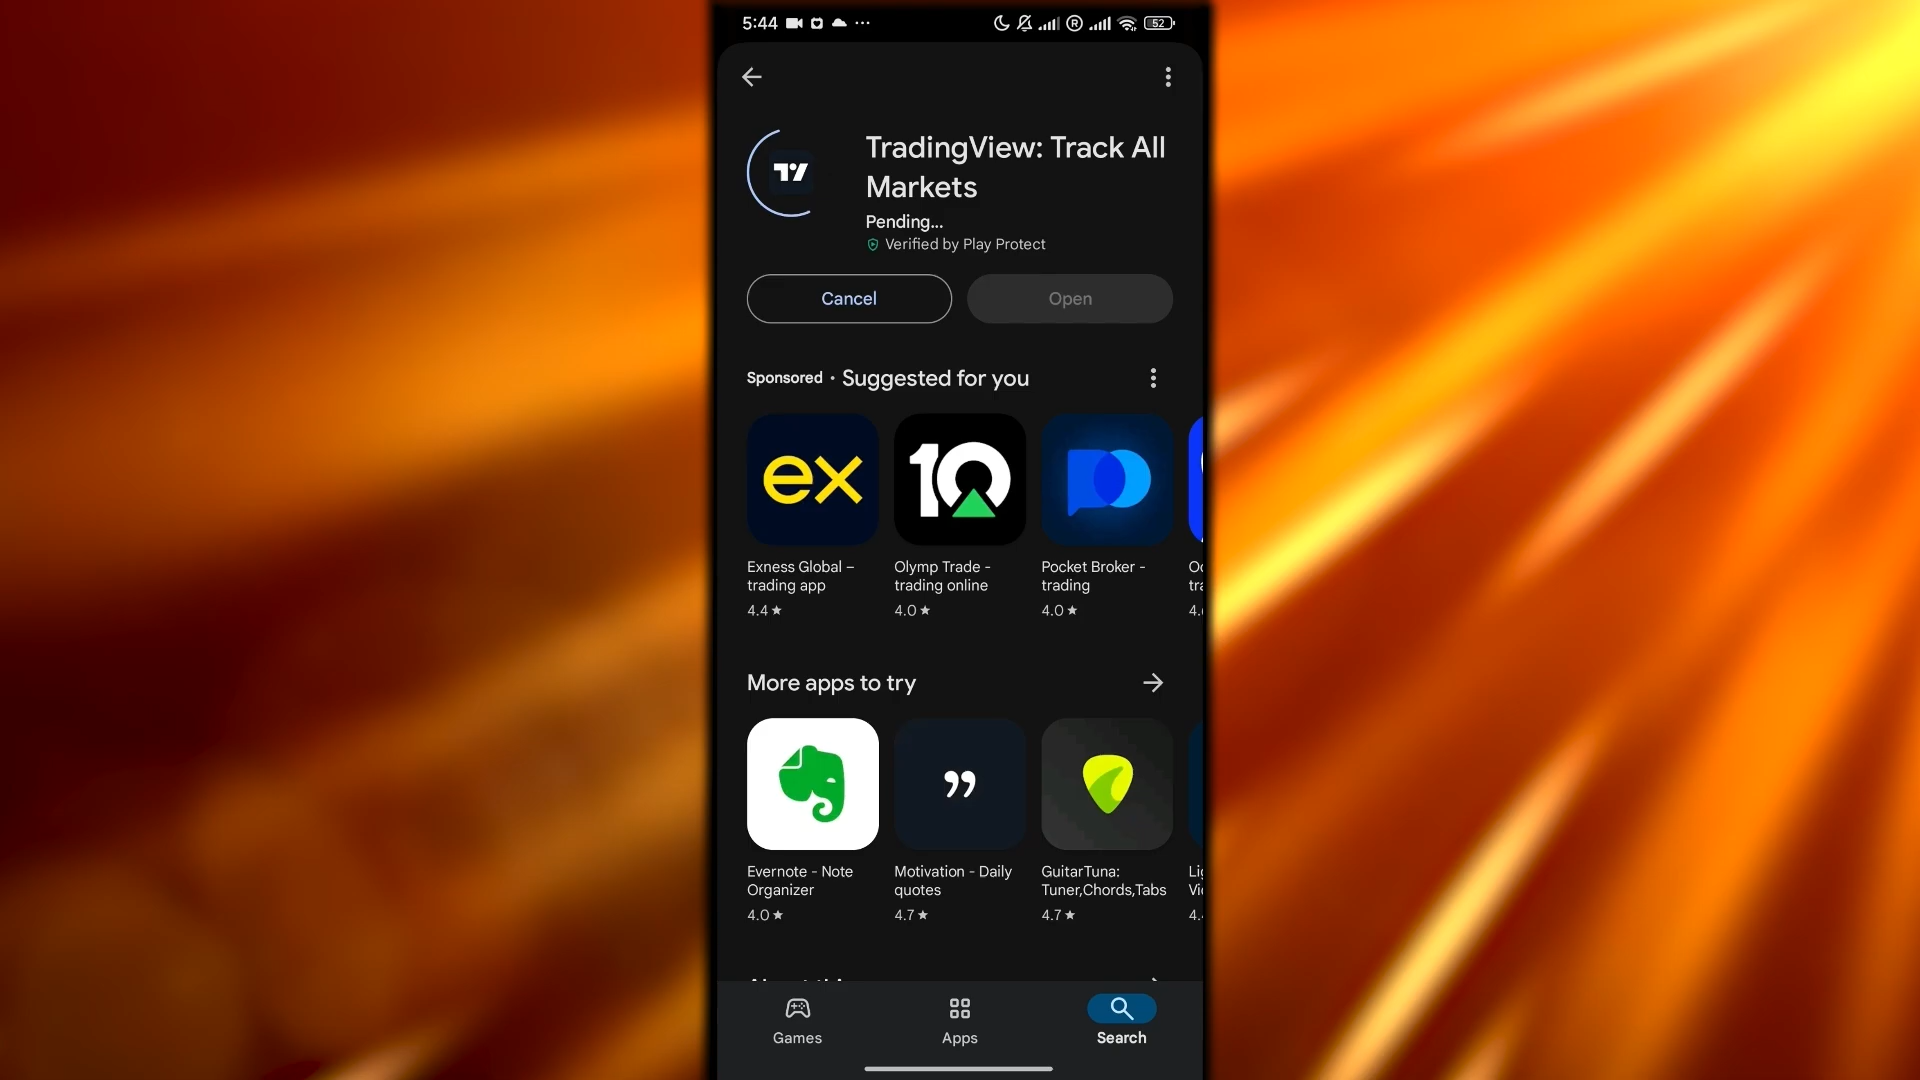 5:44
52
TradingView: Track All
Markets
Pending...
Verified by Play Protect
Cancel
Open
Sponsored • Suggested for you
ex
10
Exness Global –
trading app
4.4★
Olymp Trade -
trading online
4.0★
Pocket Broker -
trading
4.0★
More apps to try
Evernote - Note
Organizer
4.0★
Motivation - Daily
quotes
4.7★
GuitarTuna:
Tuner,Chords,Tabs
4.7★
Games
Apps
Search